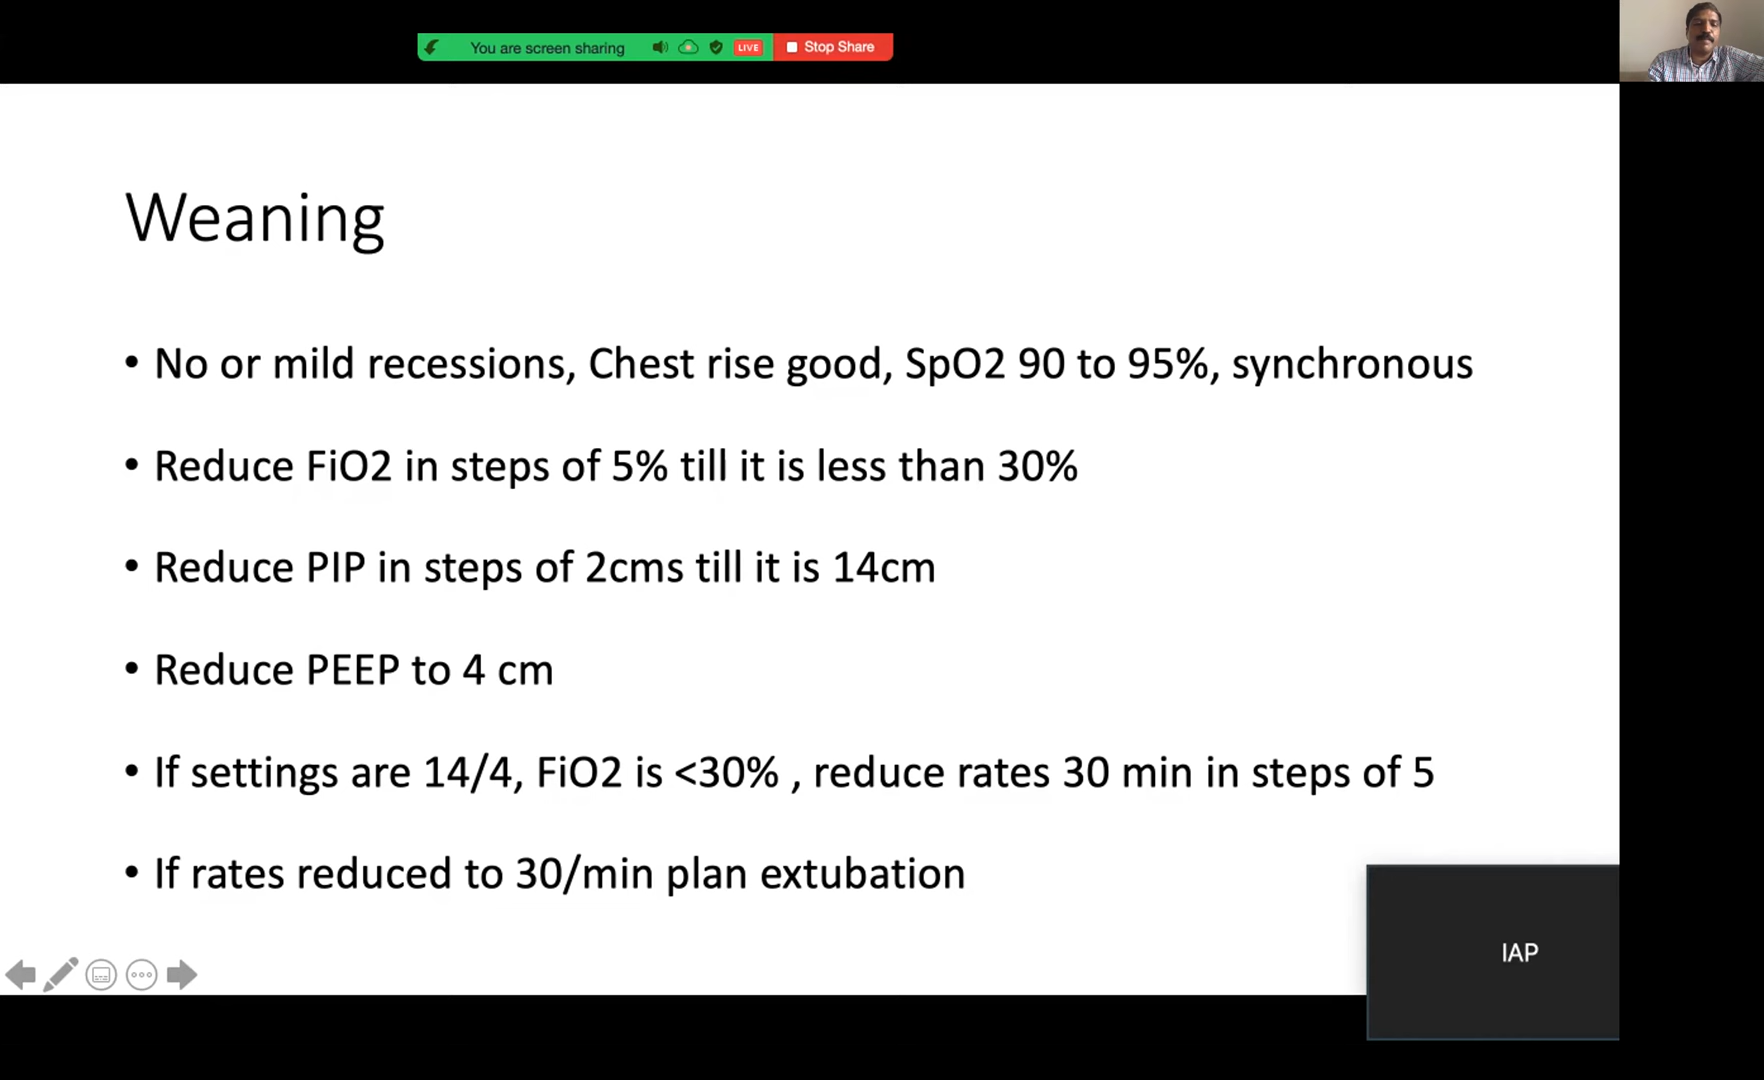 You are screen sharing LIVE Stop Share
Weaning
• No or mild recessions, Chest rise good, SpO2 90 to 95%, synchronous
• Reduce FiO2 in steps of 5% till it is less than 30%
• Reduce PIP in steps of 2cms till it is 14cm
• Reduce PEEP to 4 cm
• If settings are 14/4, FiO2 is <30% , reduce rates 30 min in steps of 5
• If rates reduced to 30/min plan extubation
IAP